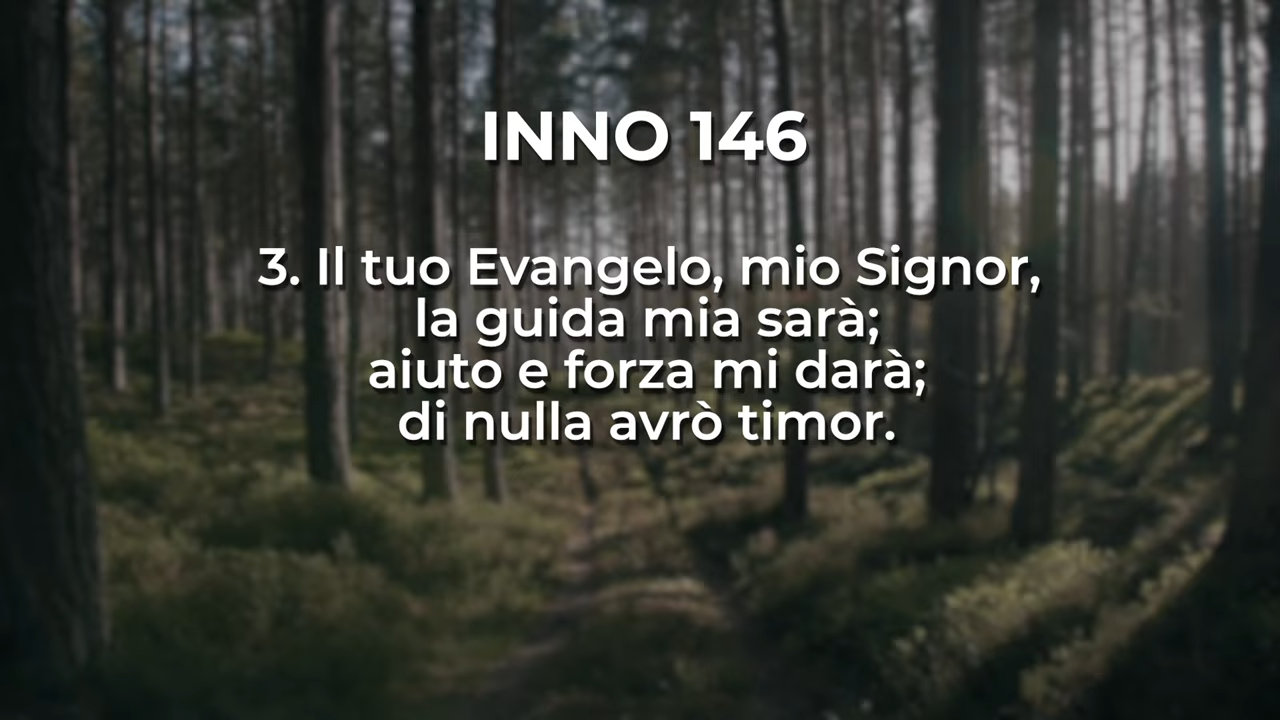 INNO 146
3. Il tuo Evangelo, mio Signor,
la guida mia sarà;
aiuto e forza mi darà;
di nulla avrò timor.